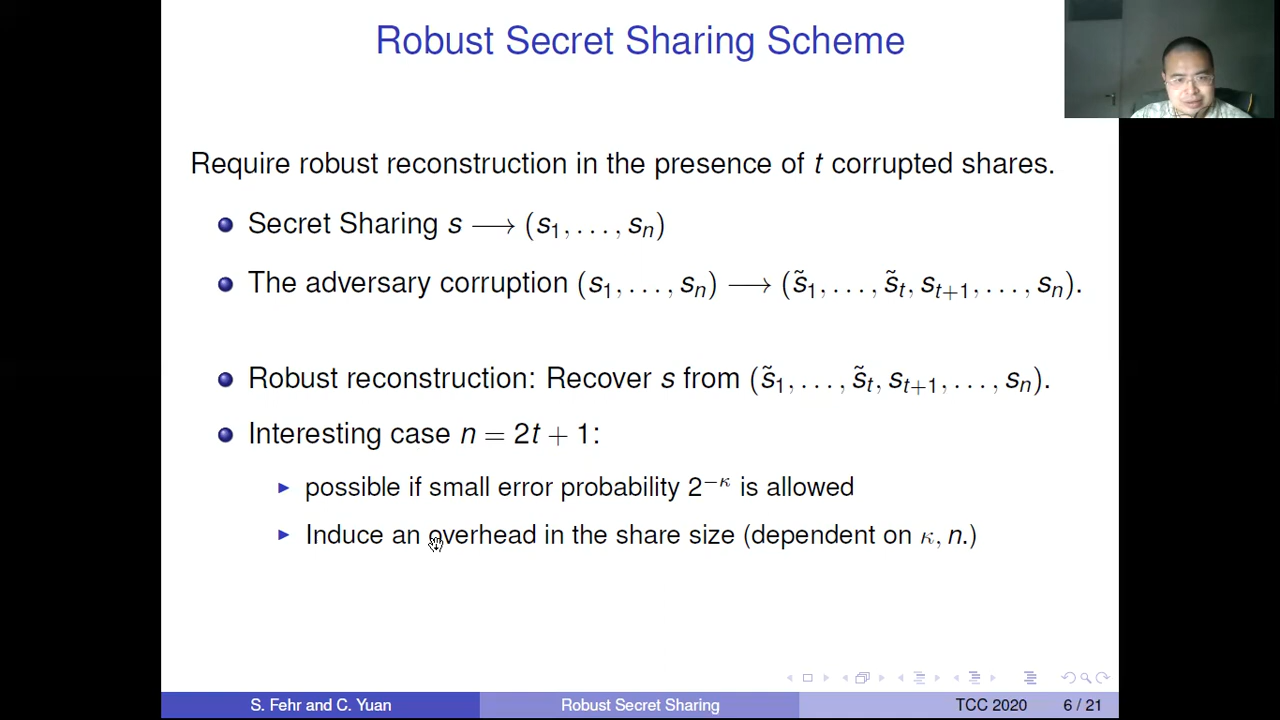 Robust Secret Sharing Scheme
Require robust reconstruction in the presence of t corrupted shares.
Secret Sharing s ⟶ (s₁, . . . , sₙ)
The adversary corruption (s₁, . . . , sₙ) ⟶ (s̃₁, . . . , s̃ₜ, sₜ₊₁, . . . , sₙ).
Robust reconstruction: Recover s from (s̃₁, . . . , s̃ₜ, sₜ₊₁, . . . , sₙ).
Interesting case n = 2t + 1:
possible if small error probability 2^{−κ} is allowed
Induce an overhead in the share size (dependent on κ, n.)
S. Fehr and C. Yuan
Robust Secret Sharing
TCC 2020
6 / 21